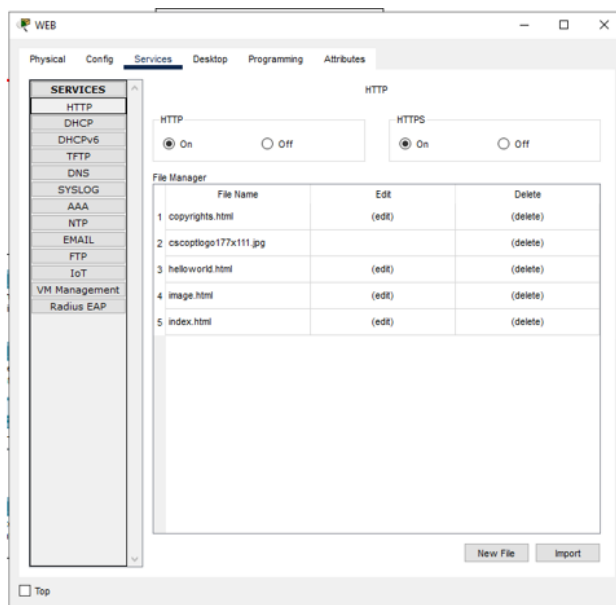 WEB
Physical Config Services Desktop Programming Attributes
SERVICES
HTTP
DHCP
DHCPv6
TFTP
DNS
SYSLOG
AAA
NTP
EMAIL
FTP
IoT
VM Management
Radius EAP
HTTP
HTTP
On Off
HTTPS
On Off
File Manager
File Name Edit Delete
1 copyrights.html (edit) (delete)
2 cscoptlogo177x111.jpg (delete)
3 helloworld.html (edit) (delete)
4 image.html (edit) (delete)
5 index.html (edit) (delete)
New File Import
Top